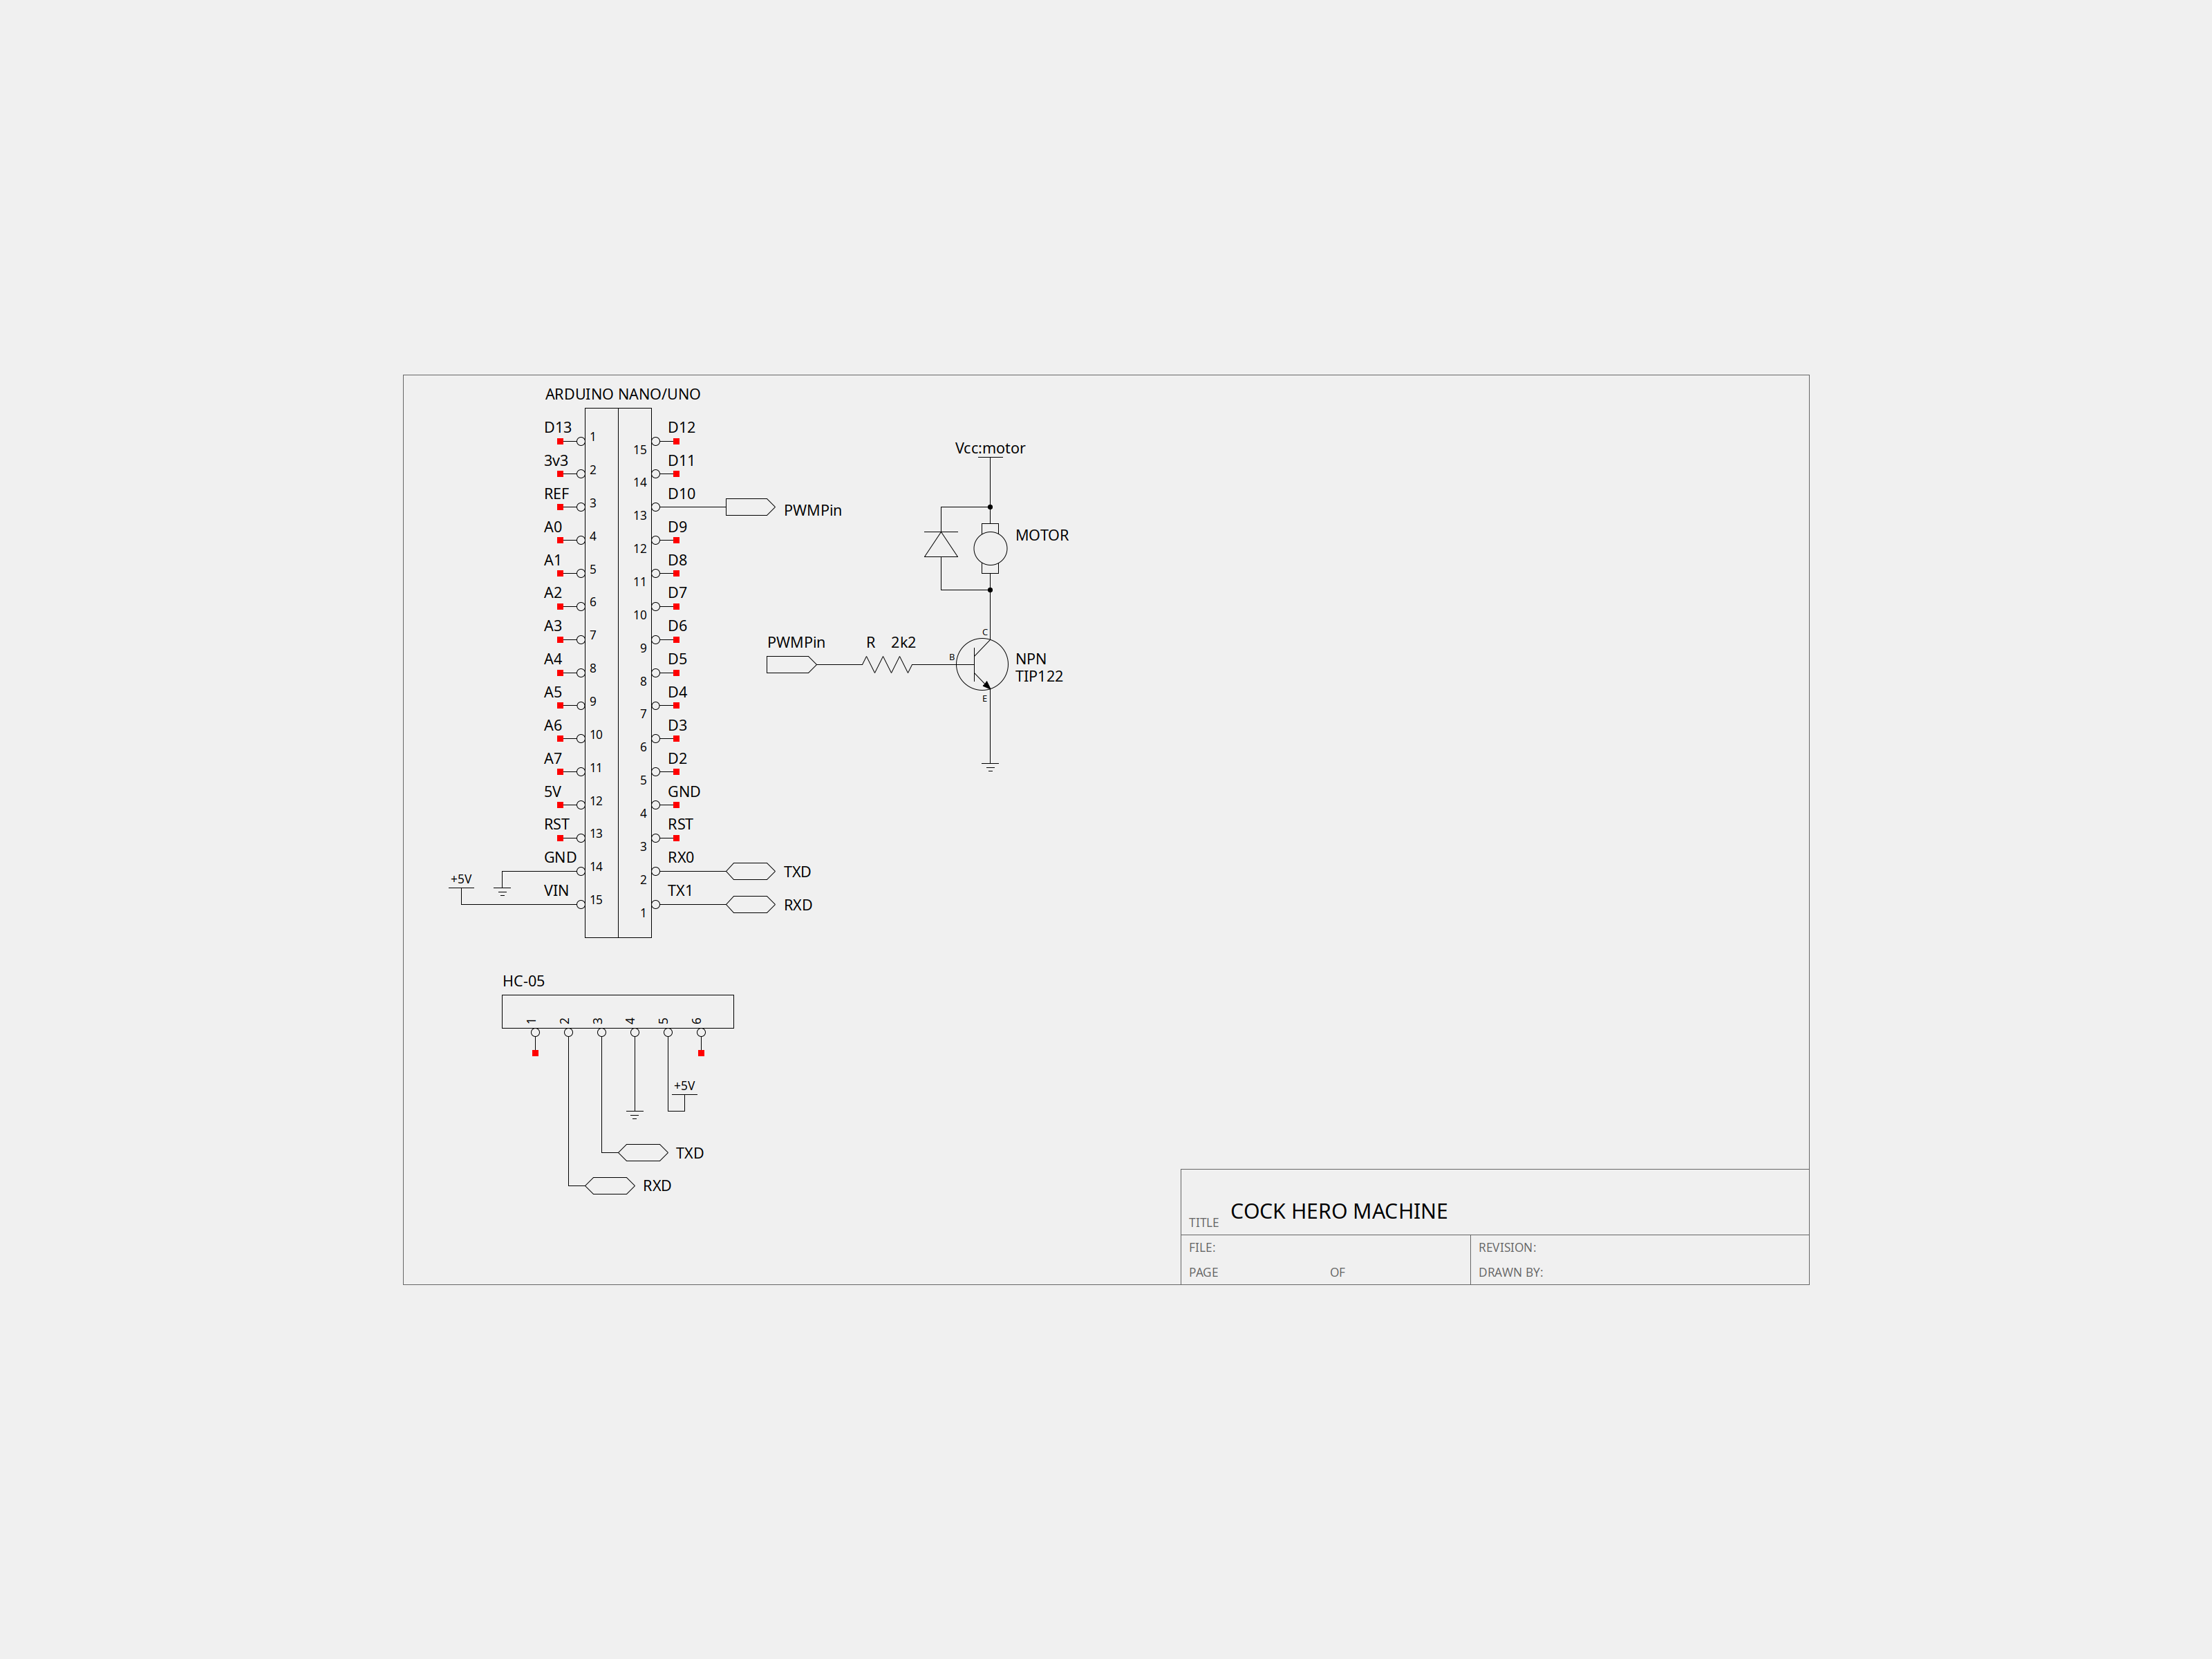 ARDUINO NANO/UNO
D13 1 15 D12
3v3 2 14 D11
REF 3 13 D10 PWMPin
A0 4 12 D9
A1 5 11 D8
A2 6 10 D7
A3 7 9 D6
A4 8 8 D5
A5 9 7 D4
A6 10 6 D3
A7 11 5 D2
5V 12 4 GND
RST 13 3 RST
GND 14 2 RX0 TXD
+5V VIN 15 1 TX1 RXD
Vcc:motor
MOTOR
PWMPin R 2k2
C
B
E
NPN
TIP122
HC-05
1 2 3 4 5 6
+5V
TXD
RXD
TITLE COCK HERO MACHINE
FILE: REVISION:
PAGE OF DRAWN BY: